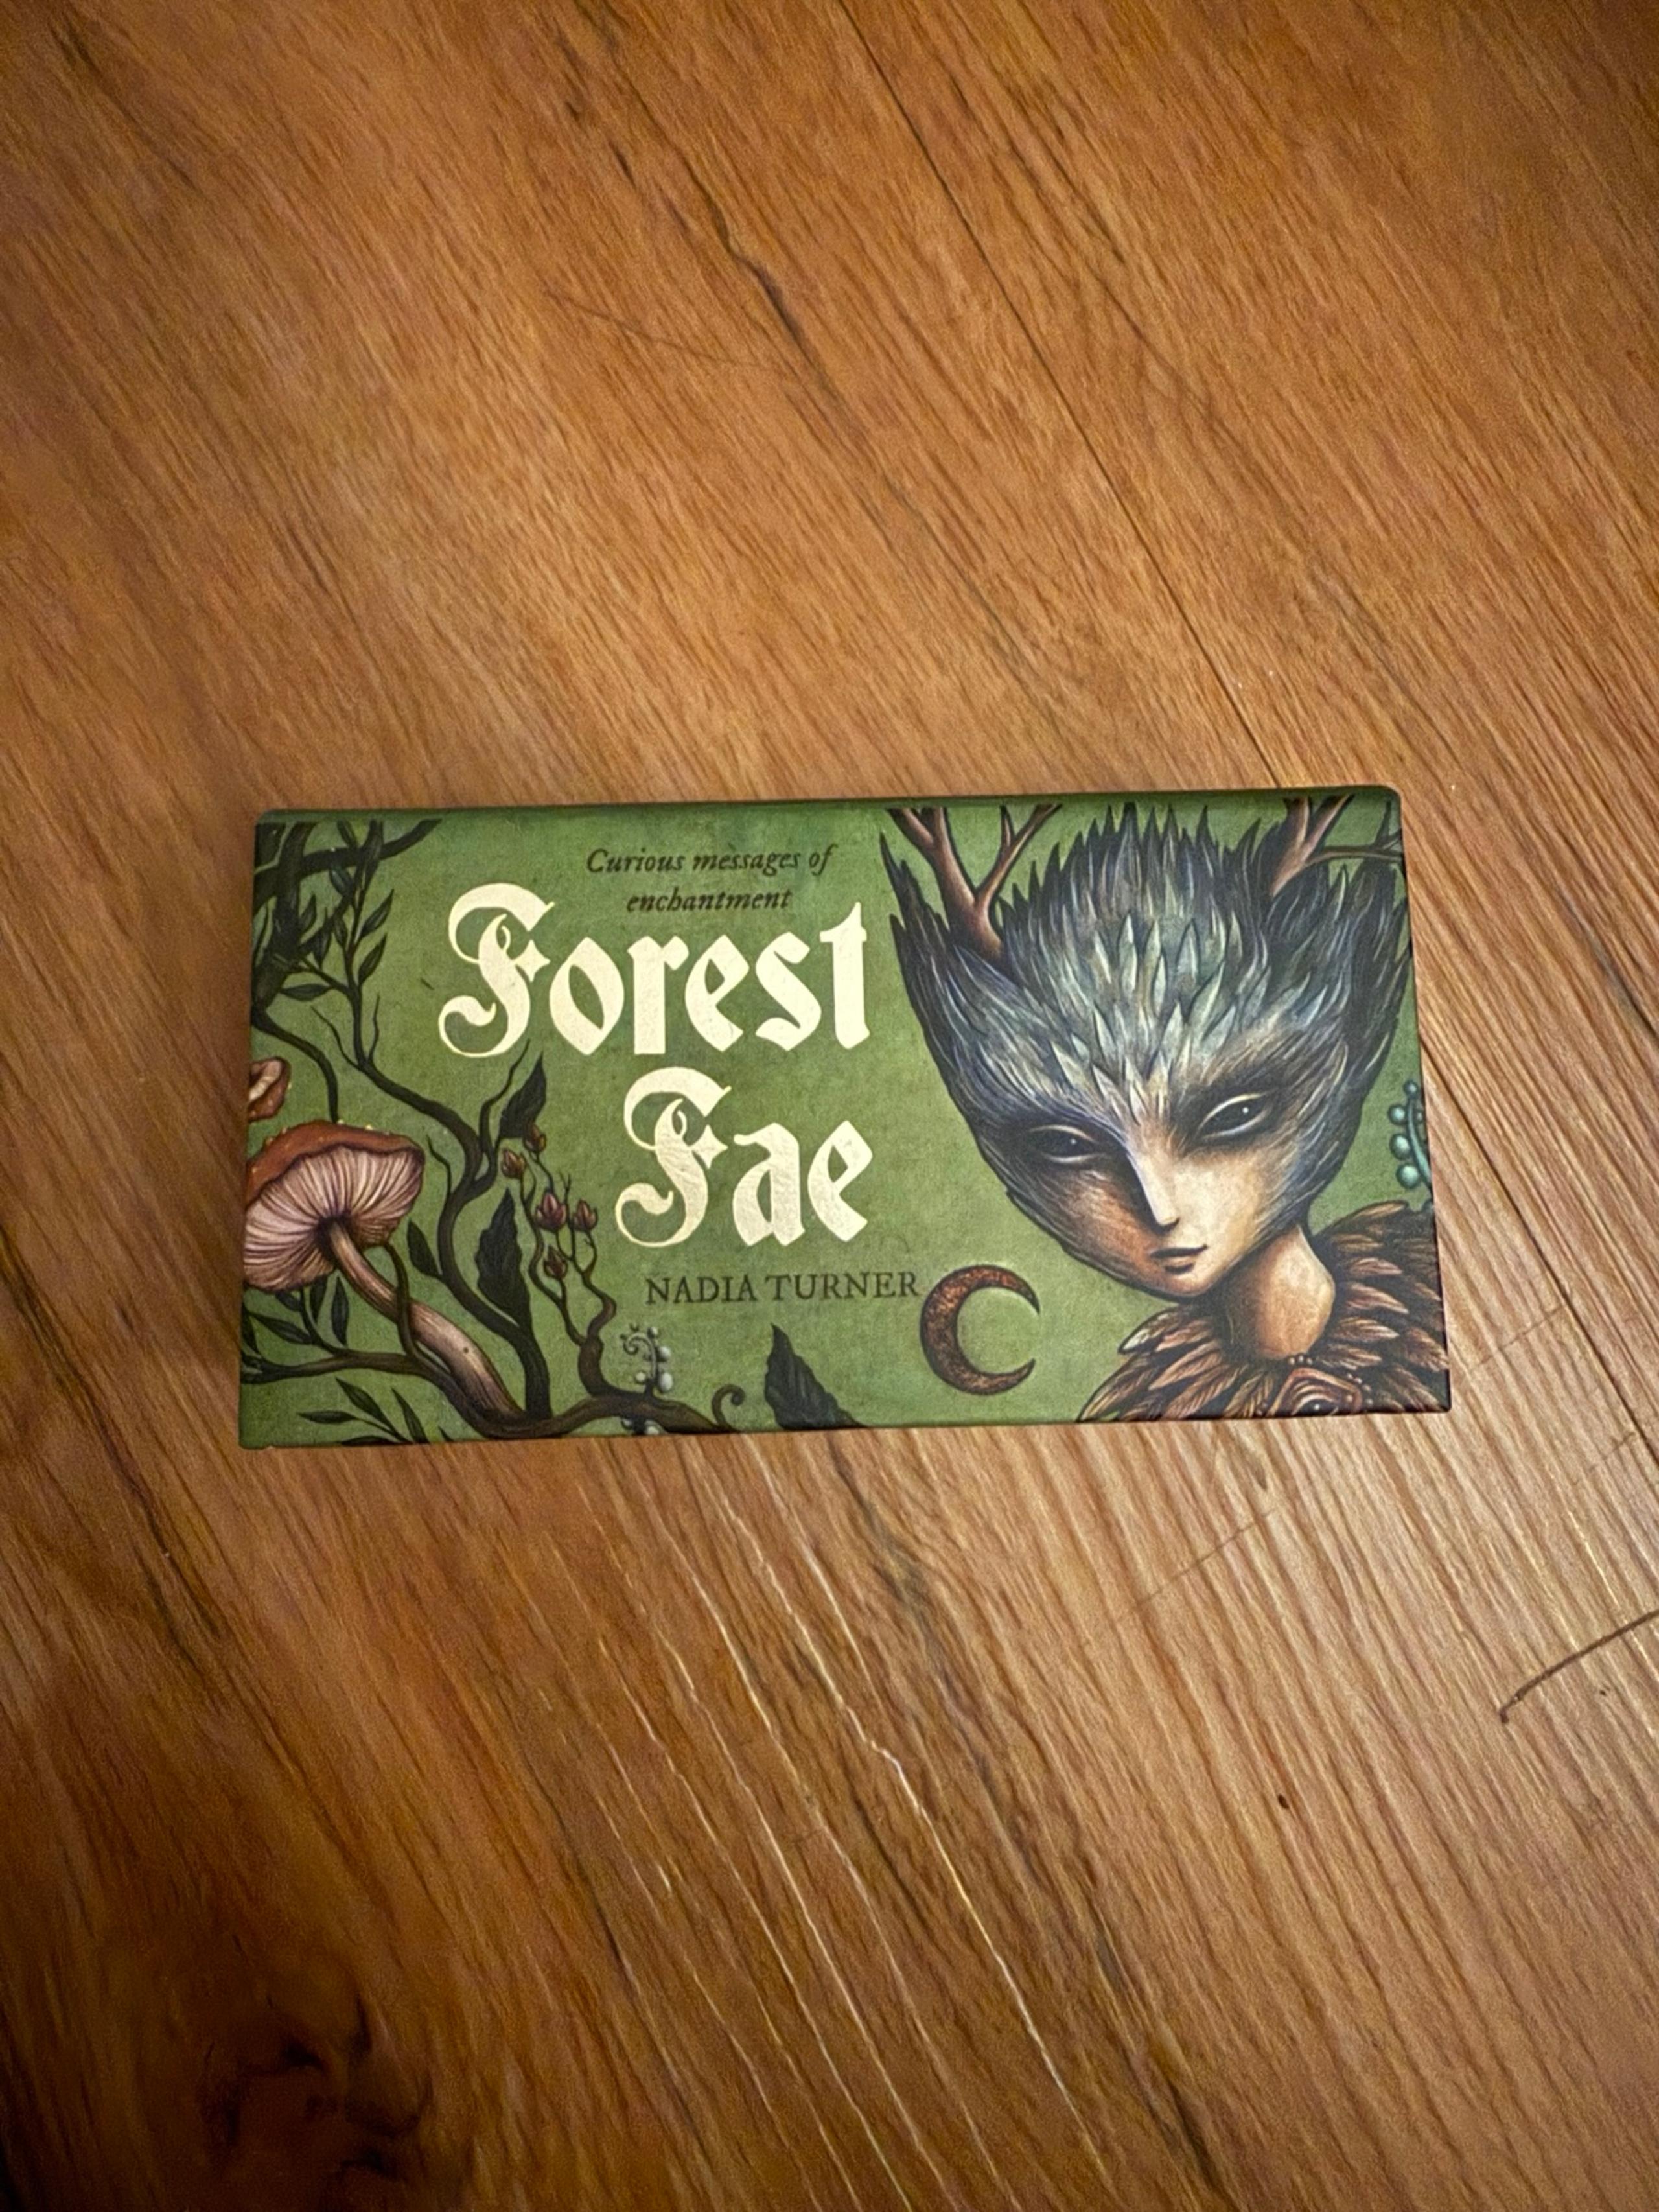 Curious messages of
enchantment
Forest
Fae
NADIA TURNER